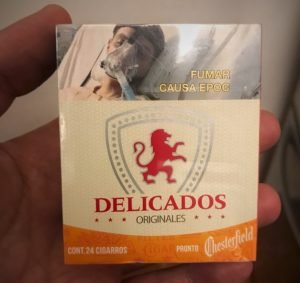 FUMAR
CAUSA EPOC
DELICADOS
ORIGINALES
CONT. 24 CIGARROS PRONTO Chesterfield